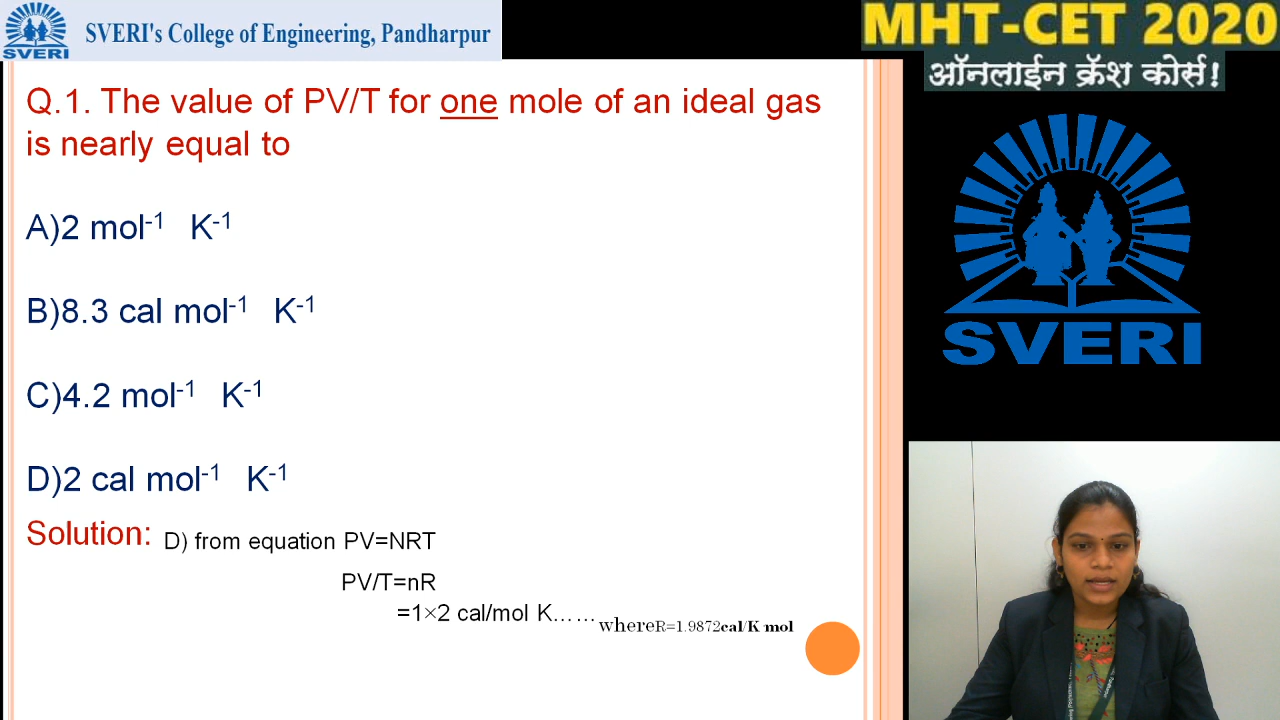 SVERI
SVERI's College of Engineering, Pandharpur
MHT-CET 2020
ऑनलाईन क्रॅश कोर्स!
Q.1. The value of PV/T for one mole of an ideal gas
is nearly equal to
A)2 mol⁻¹ K⁻¹
B)8.3 cal mol⁻¹ K⁻¹
C)4.2 mol⁻¹ K⁻¹
D)2 cal mol⁻¹ K⁻¹
Solution: D) from equation PV=NRT
PV/T=nR
=1×2 cal/mol K…… whereR=1.9872cal/K mol
SVERI